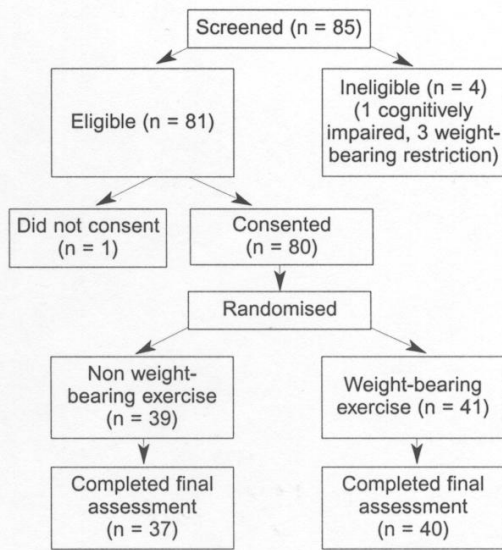 Screened (n = 85)
Eligible (n = 81)
Ineligible (n = 4)
(1 cognitively
impaired, 3 weight-
bearing restriction)
Did not consent
(n = 1)
Consented
(n = 80)
Randomised
Non weight-
bearing exercise
(n = 39)
Weight-bearing
exercise (n = 41)
Completed final
assessment
(n = 37)
Completed final
assessment
(n = 40)